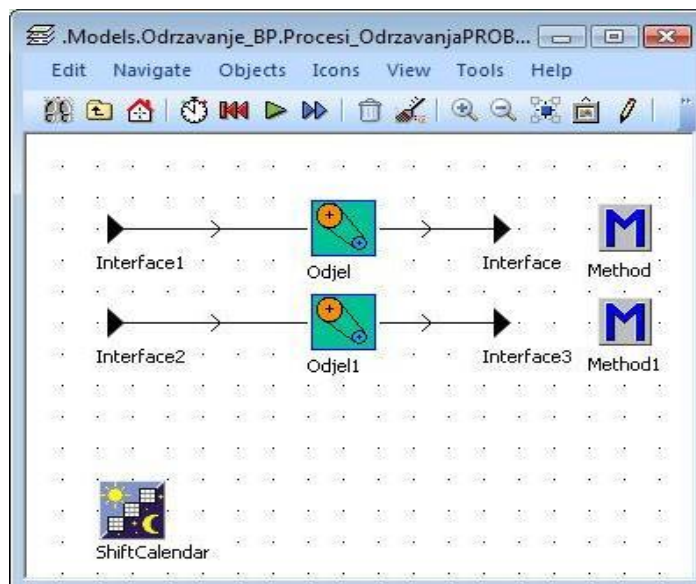 .Models.Odrzavanje_BP.Procesi_OdrzavanjaPROB...
Edit Navigate Objects Icons View Tools Help
Interface1 Odjel Interface Method
M
Interface2 Odjel1 Interface3 Method1
M
ShiftCalendar